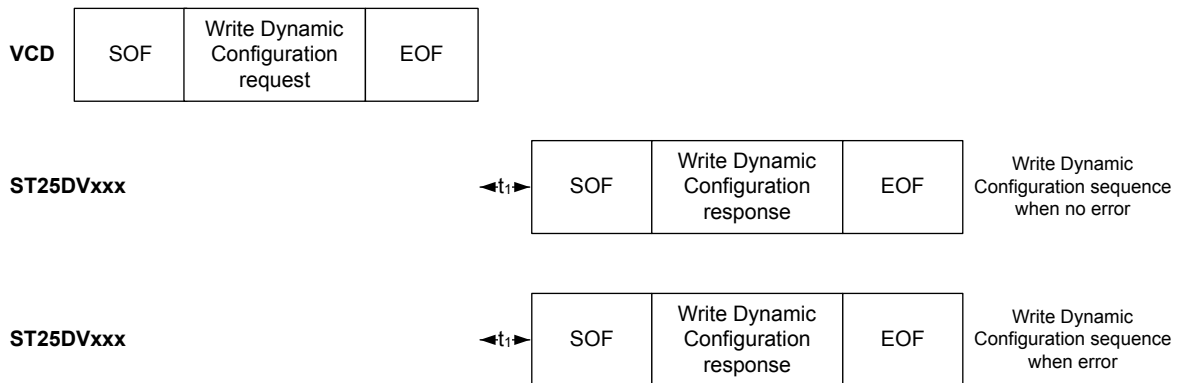 VCD
SOF
Write Dynamic
Configuration
request
EOF
ST25DVxxx
t1
SOF
Write Dynamic
Configuration
response
EOF
Write Dynamic
Configuration sequence
when no error
ST25DVxxx
t1
SOF
Write Dynamic
Configuration
response
EOF
Write Dynamic
Configuration sequence
when error